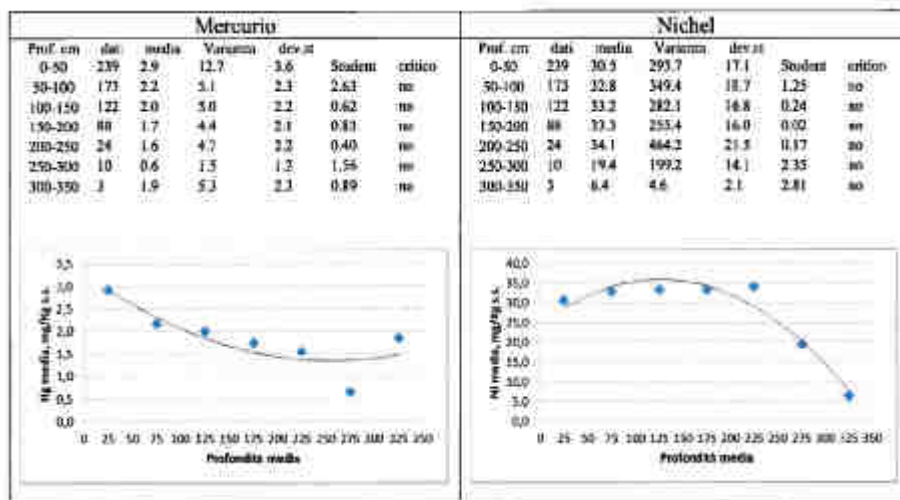 Mercurio
Prof. cm dati media Varianza dev.st
0-50 239 2.9 12.7 3.6 Student critico
50-100 173 2.2 5.1 2.3 2.63 no
100-150 122 2.0 5.0 2.2 0.62 no
150-200 88 1.7 4.4 2.1 0.83 no
200-250 24 1.6 4.7 2.2 0.40 no
250-300 10 0.6 1.5 1.2 1.56 no
300-350 3 1.9 5.3 2.3 0.89 no
3,5
3,0
2,5
2,0
1,5
1,0
0,5
0,0
Hg media, mg/Kg s.s.
0 25 50 75 100 125 150 175 200 225 250 275 300 325 350
Profondità media
Nichel
Prof. cm dati media Varianza dev.st
0-50 239 30.5 293.7 17.1 Student critico
50-100 173 32.8 349.4 18.7 1.25 no
100-150 122 33.2 282.1 16.8 0.24 no
150-200 88 33.3 255.4 16.0 0.02 no
200-250 24 34.1 464.2 21.5 0.17 no
250-300 10 19.4 199.2 14.1 2.35 no
300-350 3 6.4 4.6 2.1 2.81 no
40,0
35,0
30,0
25,0
20,0
15,0
10,0
5,0
0,0
Ni media, mg/Kg s.s.
0 25 50 75 100 125 150 175 200 225 250 275 300 325 350
Profondità media